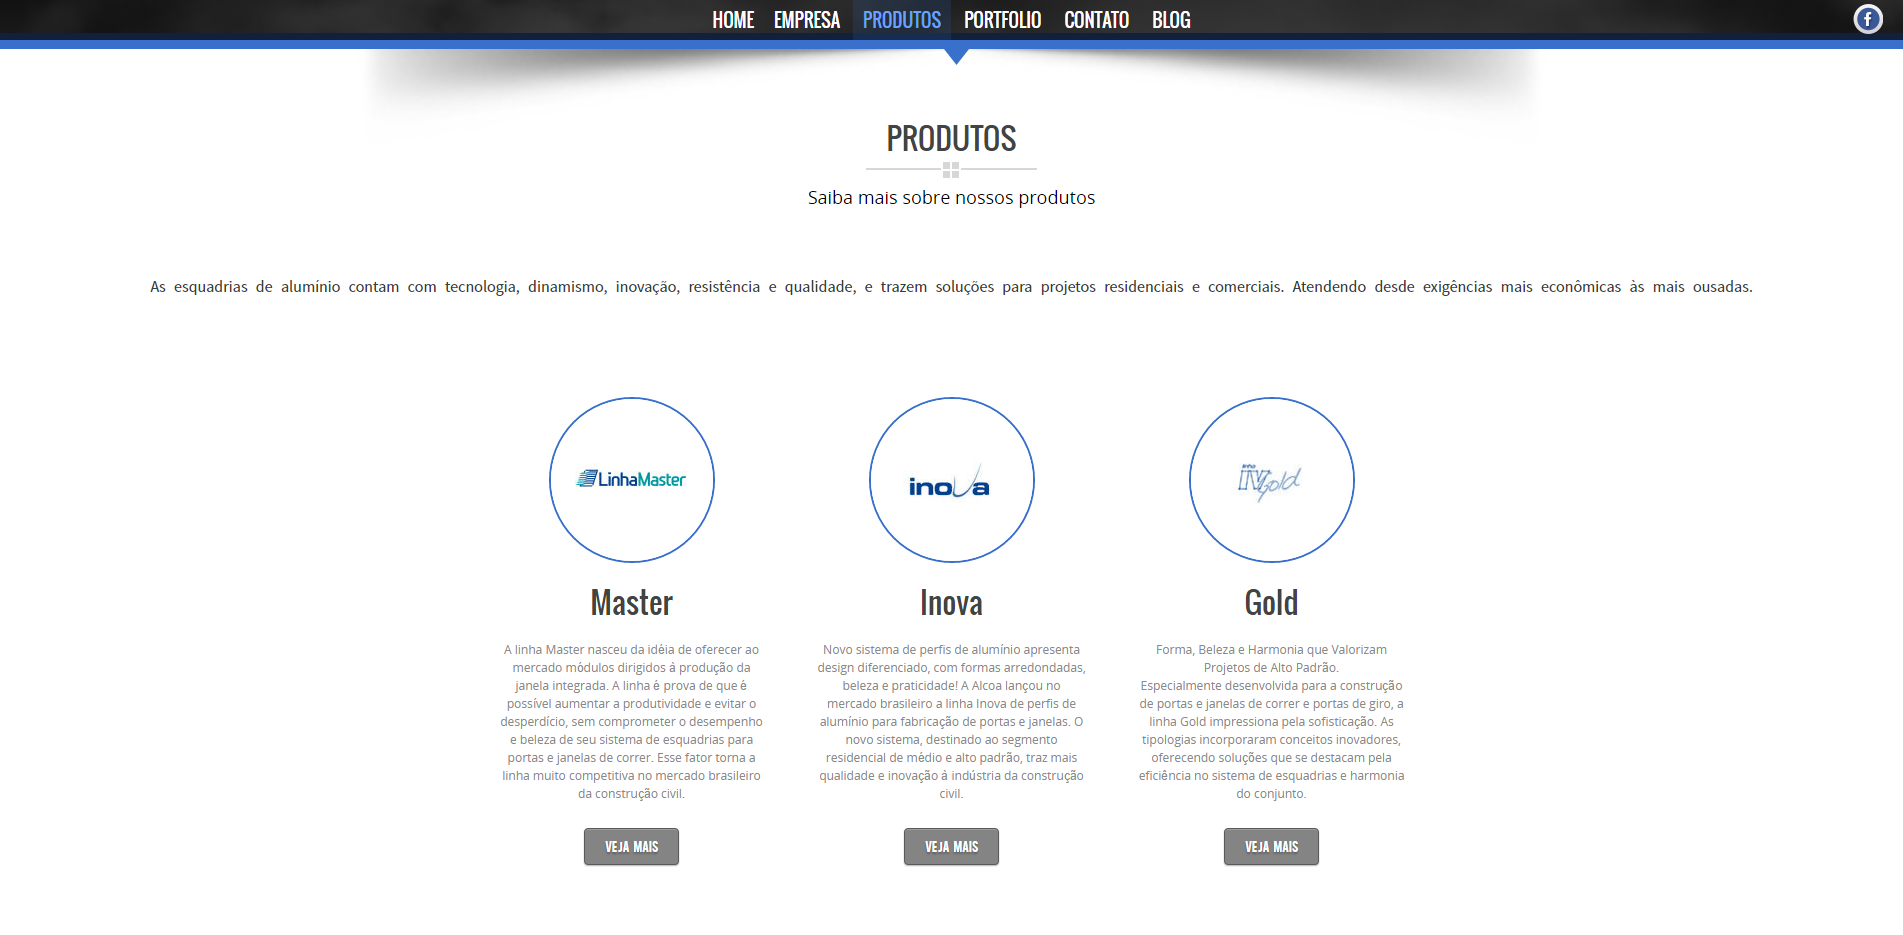 HOME EMPRESA PRODUTOS PORTFOLIO CONTATO BLOG
PRODUTOS
Saiba mais sobre nossos produtos
As esquadrias de alumínio contam com tecnologia, dinamismo, inovação, resistência e qualidade, e trazem soluções para projetos residenciais e comerciais. Atendendo desde exigências mais econômicas às mais ousadas.
LinhaMaster
Master
A linha Master nasceu da idéia de oferecer ao
mercado módulos dirigidos á produção da
janela integrada. A linha é prova de que é
possível aumentar a produtividade e evitar o
desperdício, sem comprometer o desempenho
e beleza de seu sistema de esquadrias para
portas e janelas de correr. Esse fator torna a
linha muito competitiva no mercado brasileiro
da construção civil.
VEJA MAIS
inova
Inova
Novo sistema de perfis de alumínio apresenta
design diferenciado, com formas arredondadas,
beleza e praticidade! A Alcoa lançou no
mercado brasileiro a linha Inova de perfis de
alumínio para fabricação de portas e janelas. O
novo sistema, destinado ao segmento
residencial de médio e alto padrão, traz mais
qualidade e inovação à indústria da construção
civil.
VEJA MAIS
linha
IV Gold
Gold
Forma, Beleza e Harmonia que Valorizam
Projetos de Alto Padrão.
Especialmente desenvolvida para a construção
de portas e janelas de correr e portas de giro, a
linha Gold impressiona pela sofisticação. As
tipologias incorporaram conceitos inovadores,
oferecendo soluções que se destacam pela
eficiência no sistema de esquadrias e harmonia
do conjunto.
VEJA MAIS